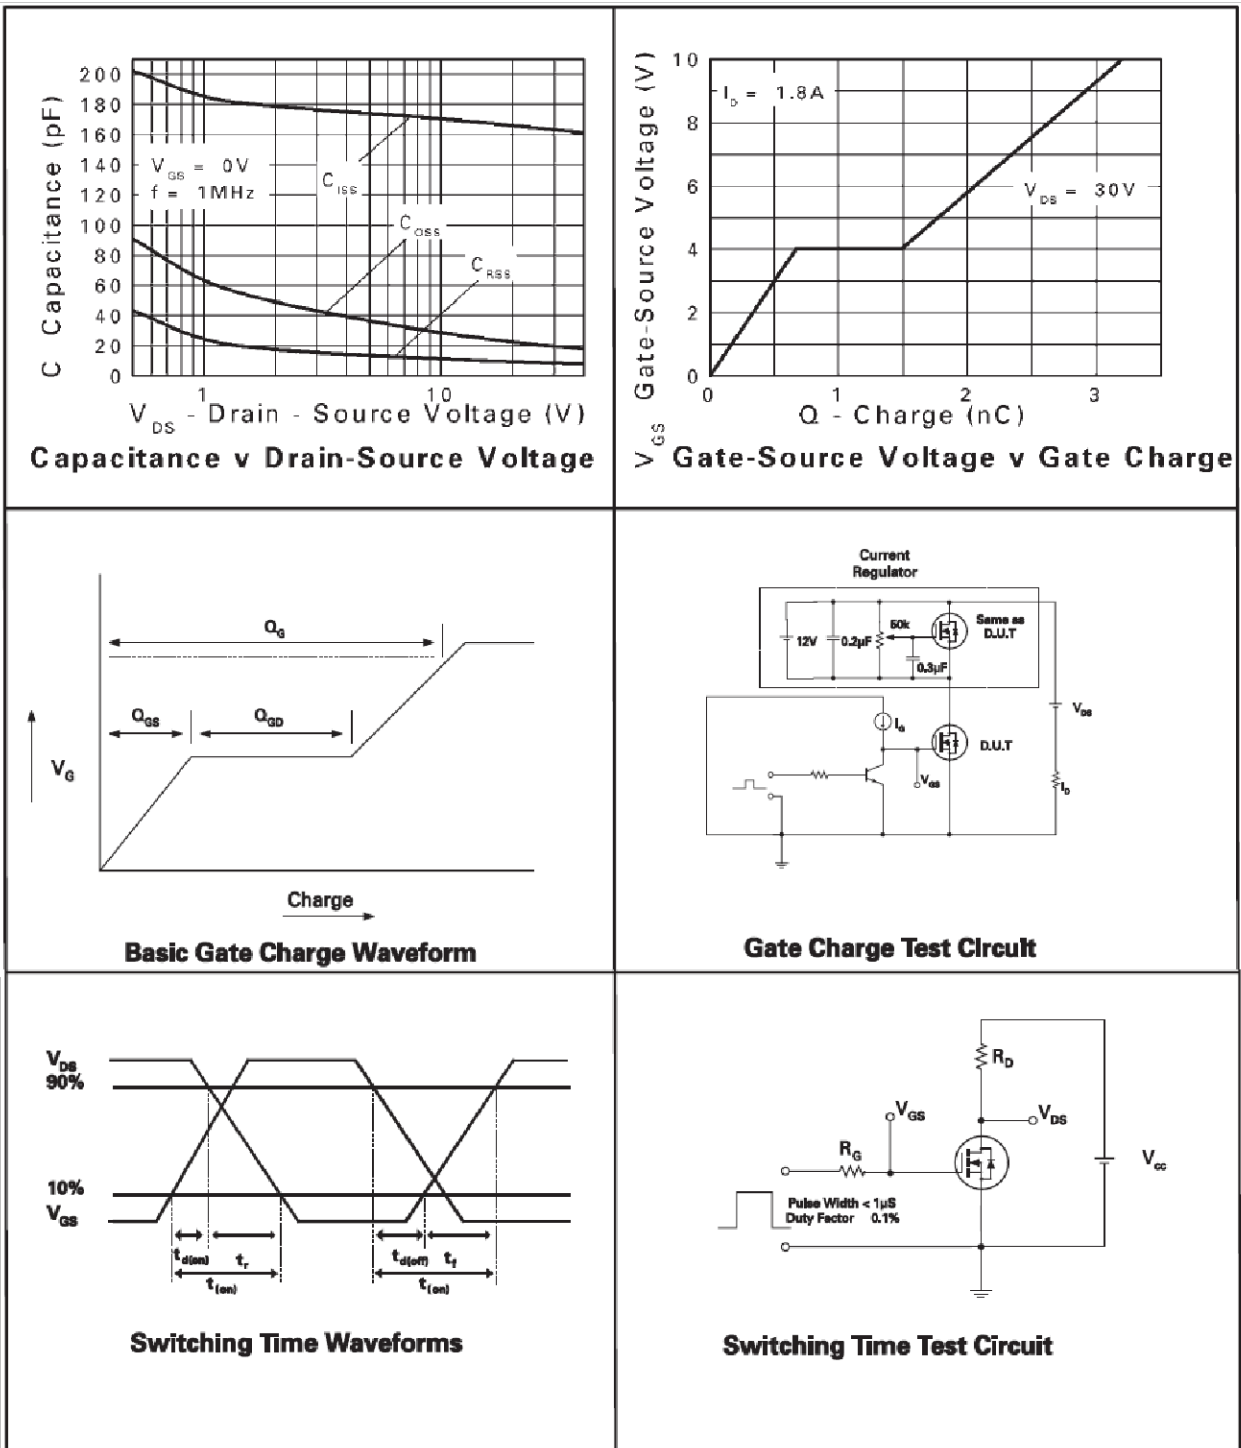 C Capacitance (pF)
200
180
160
140
120
100
80
60
40
20
0
V_GS = 0V
f = 1MHz
C_ISS
C_OSS
C_RSS
1 10
V_DS - Drain - Source Voltage (V)
Capacitance v Drain-Source Voltage
V_GS Gate-Source Voltage (V)
10
8
6
4
2
0
I_D = 1.8A
V_DS = 30V
0 1 2 3
Q - Charge (nC)
Gate-Source Voltage v Gate Charge
Q_G
Q_GS Q_GD
V_G
Charge
Basic Gate Charge Waveform
Current
Regulator
12V 0.2µF 50k
0.3µF
Same as
D.U.T
V_DS
I_G
D.U.T
V_GS
I_D
Gate Charge Test Circuit
V_DS
90%
10%
V_GS
t_d(on) t_r
t_(on)
t_d(off) t_f
t_(on)
Switching Time Waveforms
R_D
V_GS
V_DS
R_G
V_cc
Pulse Width < 1µS
Duty Factor 0.1%
Switching Time Test Circuit